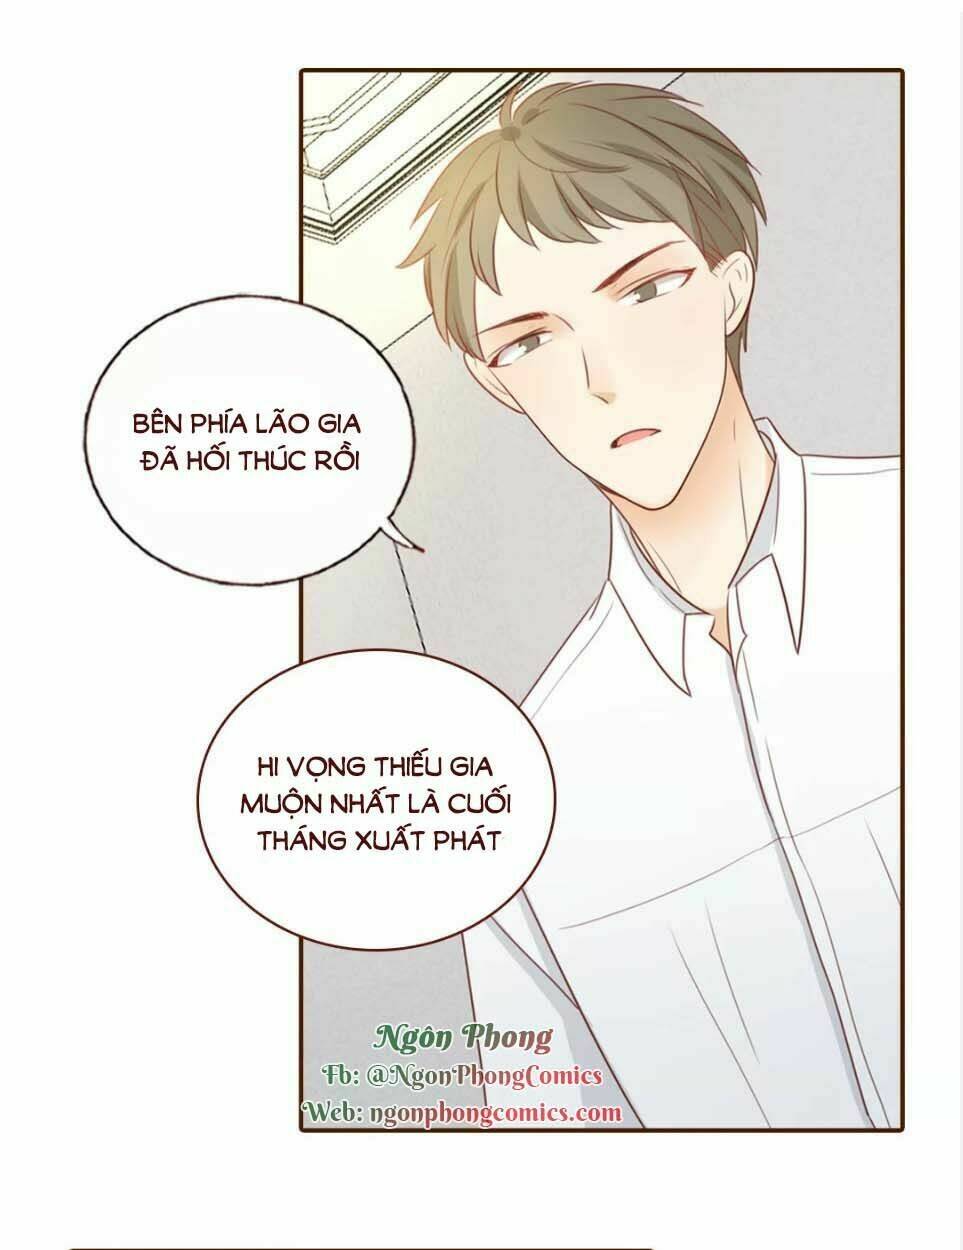 BÊN PHÍA LÃO GIA
ĐÃ HỐI THÚC RỒI
HI VỌNG THIẾU GIA
MUỘN NHẤT LÀ CUỐI
THÁNG XUẤT PHÁT
Ngôn Phong
Fb: @NgonPhongComics
Web: ngonphongcomics.com